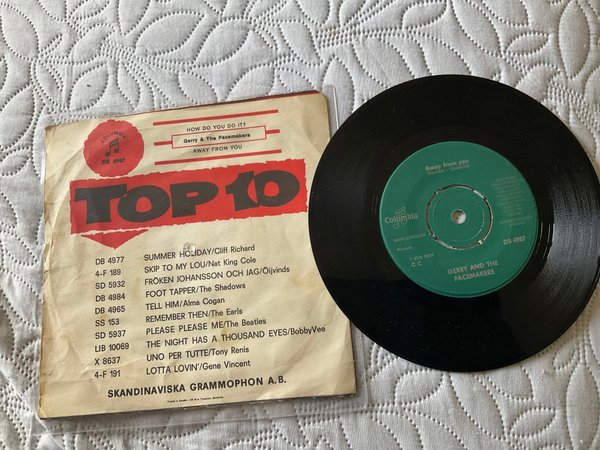 COLUMBIA
DB 4987
HOW DO YOU DO IT?
Gerry & The Pacemakers
AWAY FROM YOU
TOP 10
DB 4977 SUMMER HOLIDAY/Cliff Richard
4-F 189 SKIP TO MY LOU/Nat King Cole
SD 5932 FRÖKEN JOHANSSON OCH JAG/Öijvinds
DB 4984 FOOT TAPPER/The Shadows
DB 4965 TELL HIM/Alma Cogan
SS 153 REMEMBER THEN/The Earls
SD 5937 PLEASE PLEASE ME/The Beatles
LIB 10069 THE NIGHT HAS A THOUSAND EYES/BobbyVee
X 8637 UNO PER TUTTE/Tony Renis
4-F 191 LOTTA LOVIN'/Gene Vincent
SKANDINAVISKA GRAMMOPHON A.B.
Away from you
Columbia
MADE IN SWEDEN
DB 4987
GERRY AND THE
PACEMAKERS